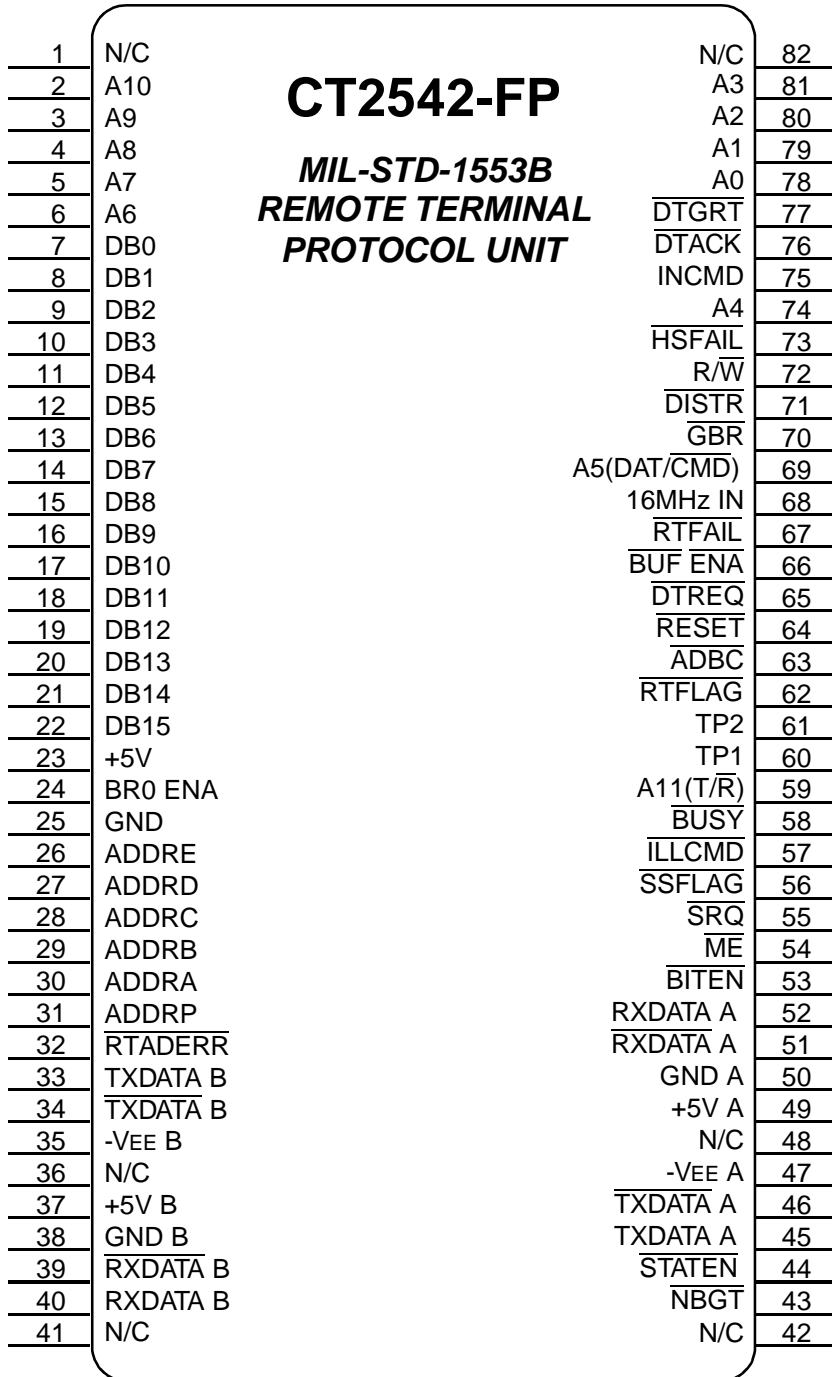 CT2542-FP
MIL-STD-1553B
REMOTE TERMINAL
PROTOCOL UNIT
1 N/C
2 A10
3 A9
4 A8
5 A7
6 A6
7 DB0
8 DB1
9 DB2
10 DB3
11 DB4
12 DB5
13 DB6
14 DB7
15 DB8
16 DB9
17 DB10
18 DB11
19 DB12
20 DB13
21 DB14
22 DB15
23 +5V
24 BR0 ENA
25 GND
26 ADDRE
27 ADDRD
28 ADDRC
29 ADDRB
30 ADDRA
31 ADDRP
32 RTADERR
33 TXDATA B
34 TXDATA B
35 -VEE B
36 N/C
37 +5V B
38 GND B
39 RXDATA B
40 RXDATA B
41 N/C
N/C 82
A3 81
A2 80
A1 79
A0 78
DTGRT 77
DTACK 76
INCMD 75
A4 74
HSFAIL 73
R/W 72
DISTR 71
GBR 70
A5(DAT/CMD) 69
16MHz IN 68
RTFAIL 67
BUF ENA 66
DTREQ 65
RESET 64
ADBC 63
RTFLAG 62
TP2 61
TP1 60
A11(T/R) 59
BUSY 58
ILLCMD 57
SSFLAG 56
SRQ 55
ME 54
BITEN 53
RXDATA A 52
RXDATA A 51
GND A 50
+5V A 49
N/C 48
-VEE A 47
TXDATA A 46
TXDATA A 45
STATEN 44
NBGT 43
N/C 42